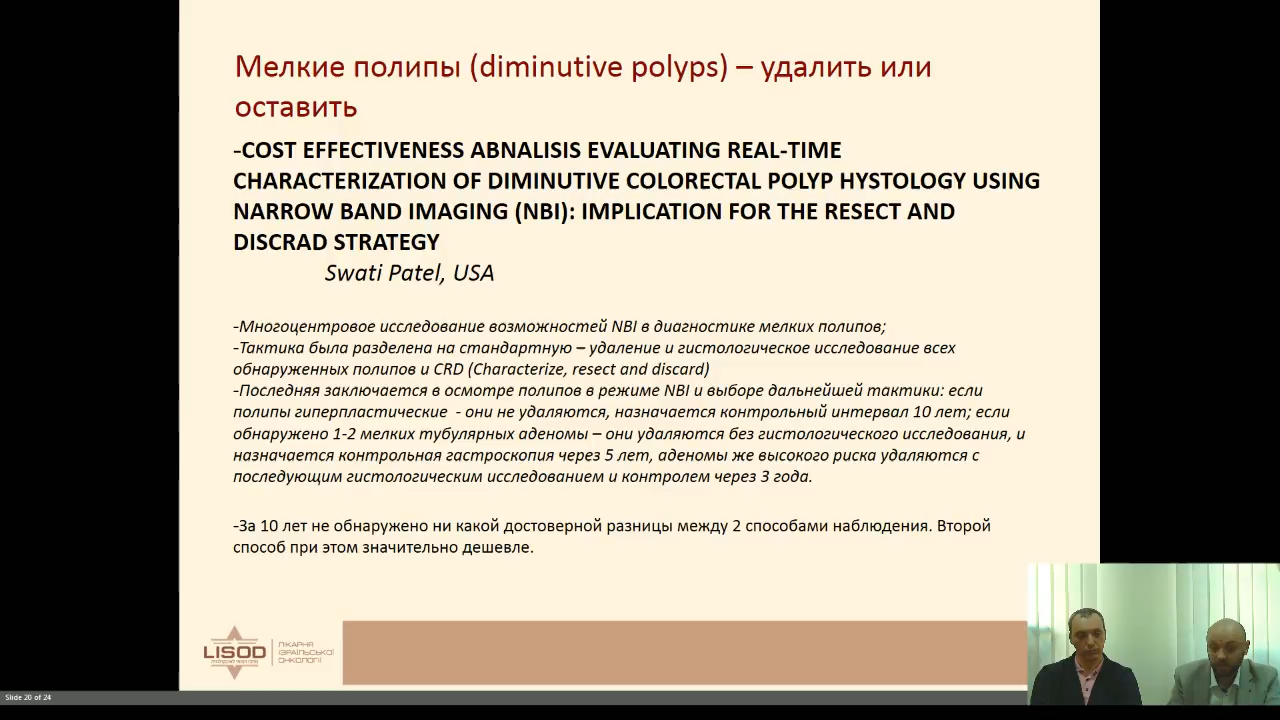 Мелкие полипы (diminutive polyps) – удалить или
оставить
-COST EFFECTIVENESS ABNALISIS EVALUATING REAL-TIME
CHARACTERIZATION OF DIMINUTIVE COLORECTAL POLYP HYSTOLOGY USING
NARROW BAND IMAGING (NBI): IMPLICATION FOR THE RESECT AND
DISCRAD STRATEGY
Swati Patel, USA
-Многоцентровое исследование возможностей NBI в диагностике мелких полипов;
-Тактика была разделена на стандартную – удаление и гистологическое исследование всех
обнаруженных полипов и CRD (Characterize, resect and discard)
-Последняя заключается в осмотре полипов в режиме NBI и выборе дальнейшей тактики: если
полипы гиперпластические - они не удаляются, назначается контрольный интервал 10 лет; если
обнаружено 1-2 мелких тубулярных аденомы – они удаляются без гистологического исследования, и
назначается контрольная гастроскопия через 5 лет, аденомы же высокого риска удаляются с
последующим гистологическим исследованием и контролем через 3 года.
-За 10 лет не обнаружено ни какой достоверной разницы между 2 способами наблюдения. Второй
способ при этом значительно дешевле.
LISOD
ЛІКАРНЯ
ІЗРАЇЛЬСЬКОЇ
ОНКОЛОГІЇ
Slide 20 of 24